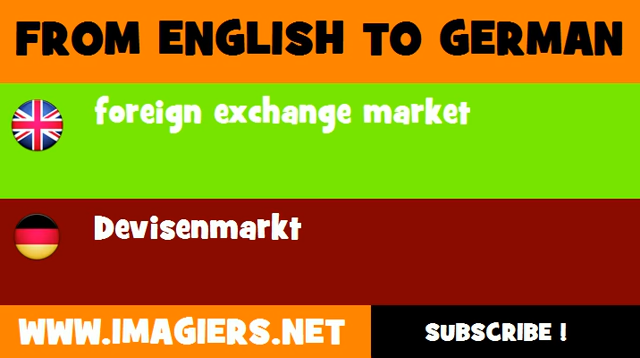 FROM ENGLISH TO GERMAN
foreign exchange market
Devisenmarkt
WWW.IMAGIERS.NET
SUBSCRIBE !